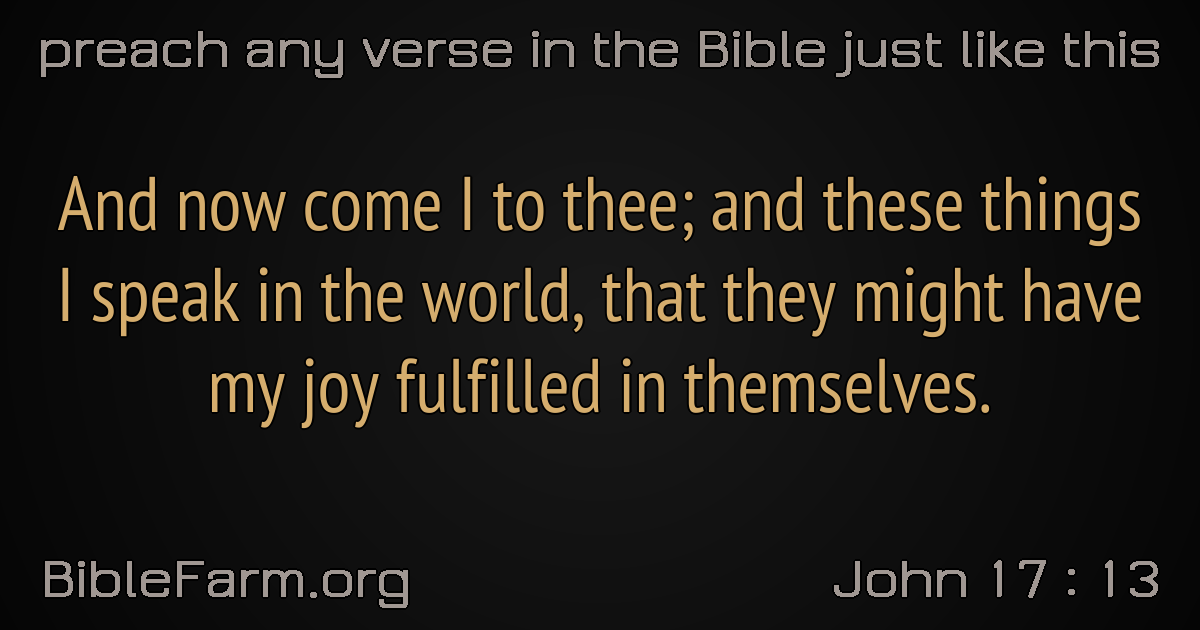 preach any verse in the Bible just like this
And now come I to thee; and these things
I speak in the world, that they might have
my joy fulfilled in themselves.
BibleFarm.org
John 17 : 13